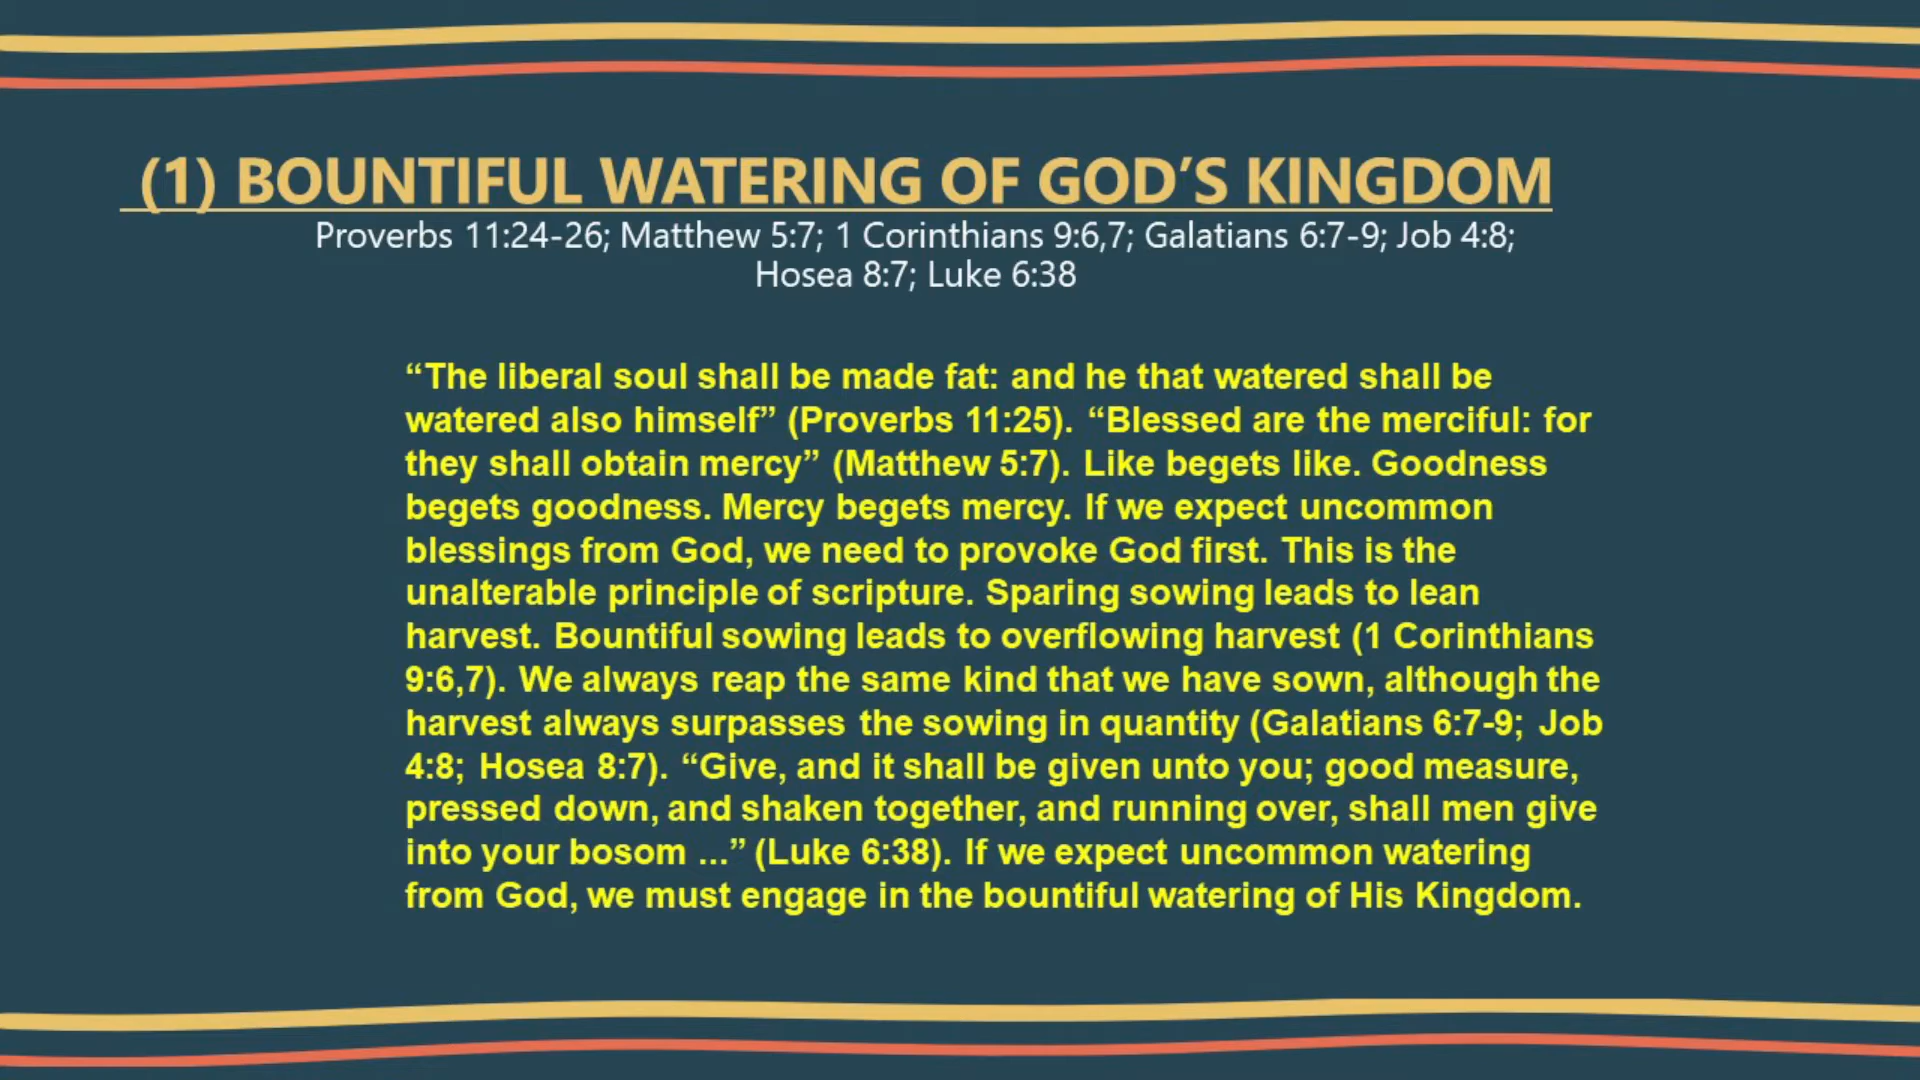 (1) BOUNTIFUL WATERING OF GOD’S KINGDOM
Proverbs 11:24-26; Matthew 5:7; 1 Corinthians 9:6,7; Galatians 6:7-9; Job 4:8;
Hosea 8:7; Luke 6:38
“The liberal soul shall be made fat: and he that watered shall be
watered also himself” (Proverbs 11:25). “Blessed are the merciful: for
they shall obtain mercy” (Matthew 5:7). Like begets like. Goodness
begets goodness. Mercy begets mercy. If we expect uncommon
blessings from God, we need to provoke God first. This is the
unalterable principle of scripture. Sparing sowing leads to lean
harvest. Bountiful sowing leads to overflowing harvest (1 Corinthians
9:6,7). We always reap the same kind that we have sown, although the
harvest always surpasses the sowing in quantity (Galatians 6:7-9; Job
4:8; Hosea 8:7). “Give, and it shall be given unto you; good measure,
pressed down, and shaken together, and running over, shall men give
into your bosom ...” (Luke 6:38). If we expect uncommon watering
from God, we must engage in the bountiful watering of His Kingdom.